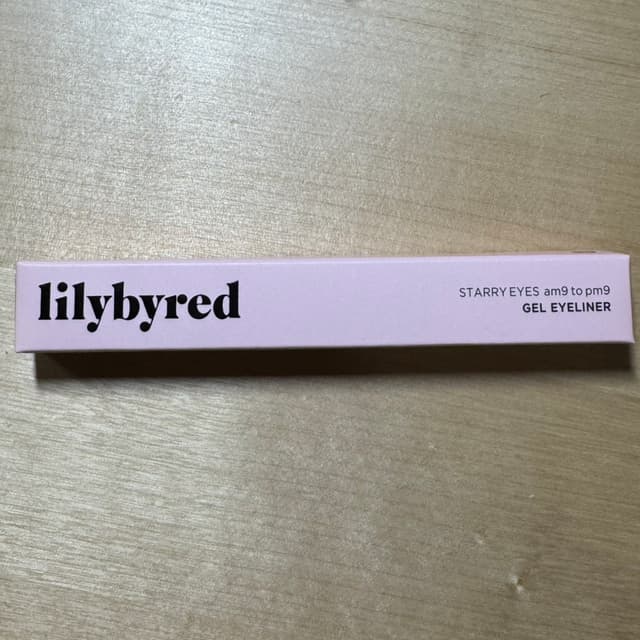 lilybyred
STARRY EYES am9 to pm9
GEL EYELINER